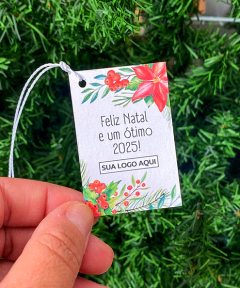 Feliz Natal
e um ótimo
2025!
SUA LOGO AQUI